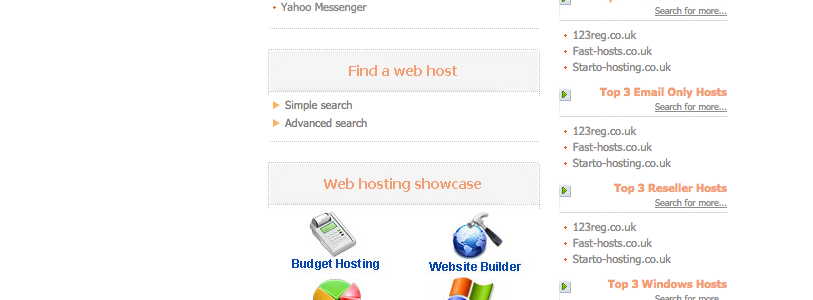 Yahoo Messenger
Find a web host
Simple search
Advanced search
Web hosting showcase
Budget Hosting
Website Builder
Search for more...
123reg.co.uk
Fast-hosts.co.uk
Starto-hosting.co.uk
Top 3 Email Only Hosts
Search for more...
123reg.co.uk
Fast-hosts.co.uk
Starto-hosting.co.uk
Top 3 Reseller Hosts
Search for more...
123reg.co.uk
Fast-hosts.co.uk
Starto-hosting.co.uk
Top 3 Windows Hosts